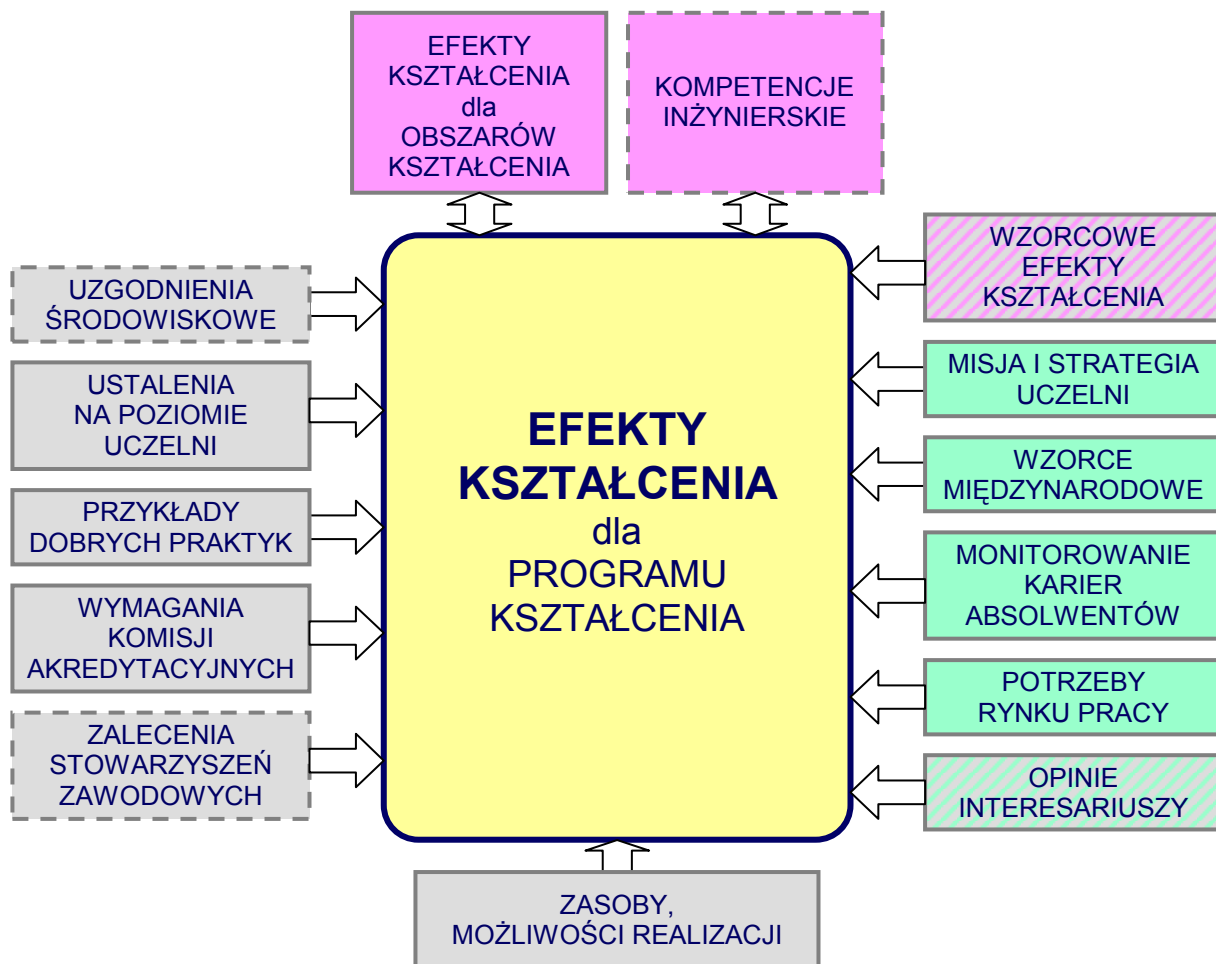 EFEKTY
KSZTAŁCENIA
dla
OBSZARÓW
KSZTAŁCENIA
KOMPETENCJE
INŻYNIERSKIE
UZGODNIENIA
ŚRODOWISKOWE
USTALENIA
NA POZIOMIE
UCZELNI
PRZYKŁADY
DOBRYCH PRAKTYK
WYMAGANIA
KOMISJI
AKREDYTACYJNYCH
ZALECENIA
STOWARZYSZEŃ
ZAWODOWYCH
EFEKTY
KSZTAŁCENIA
dla
PROGRAMU
KSZTAŁCENIA
WZORCOWE
EFEKTY
KSZTAŁCENIA
MISJA I STRATEGIA
UCZELNI
WZORCE
MIĘDZYNARODOWE
MONITOROWANIE
KARIER
ABSOLWENTÓW
POTRZEBY
RYNKU PRACY
OPINIE
INTERESARIUSZY
ZASOBY,
MOŻLIWOŚCI REALIZACJI